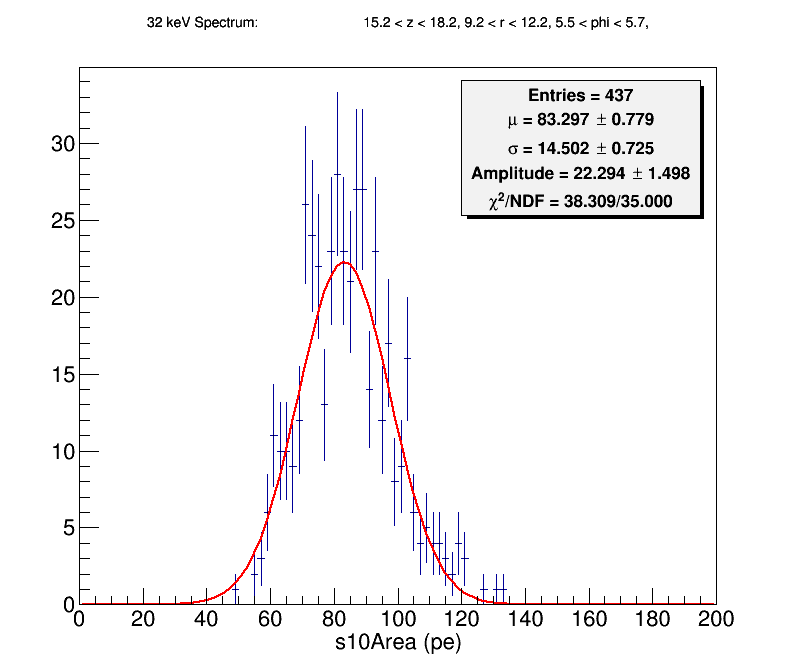 32 keV Spectrum: 15.2 < z < 18.2, 9.2 < r < 12.2, 5.5 < phi < 5.7,
Entries = 437
μ = 83.297 ± 0.779
σ = 14.502 ± 0.725
Amplitude = 22.294 ± 1.498
χ²/NDF = 38.309/35.000
30
25
20
15
10
5
0
0 20 40 60 80 100 120 140 160 180 200
s10Area (pe)